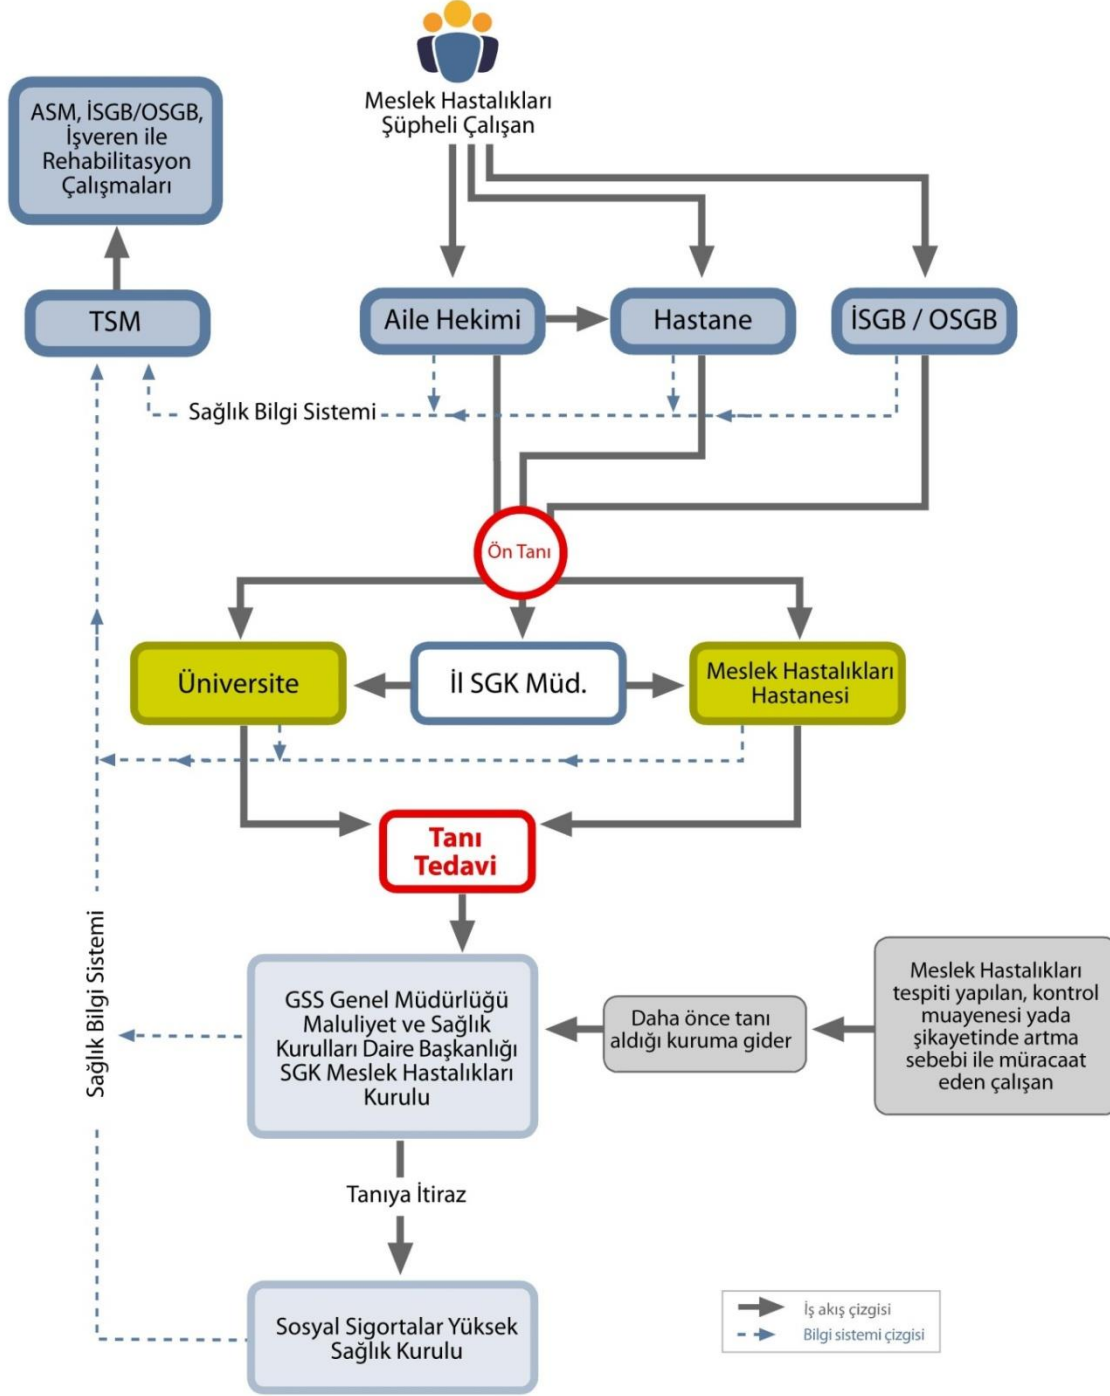 Meslek Hastalıkları
Şüpheli Çalışan
ASM, İSGB/OSGB,
İşveren ile
Rehabilitasyon
Çalışmaları
TSM
Aile Hekimi
Hastane
İSGB / OSGB
Sağlık Bilgi Sistemi
Ön Tanı
Üniversite
İl SGK Müd.
Meslek Hastalıkları
Hastanesi
Tanı
Tedavi
Sağlık Bilgi Sistemi
GSS Genel Müdürlüğü
Maluliyet ve Sağlık
Kurulları Daire Başkanlığı
SGK Meslek Hastalıkları
Kurulu
Daha önce tanı
aldığı kuruma gider
Meslek Hastalıkları
tespiti yapılan, kontrol
muayenesi yada
şikayetinde artma
sebebi ile müracaat
eden çalışan
Tanıya İtiraz
Sosyal Sigortalar Yüksek
Sağlık Kurulu
İş akış çizgisi
Bilgi sistemi çizgisi